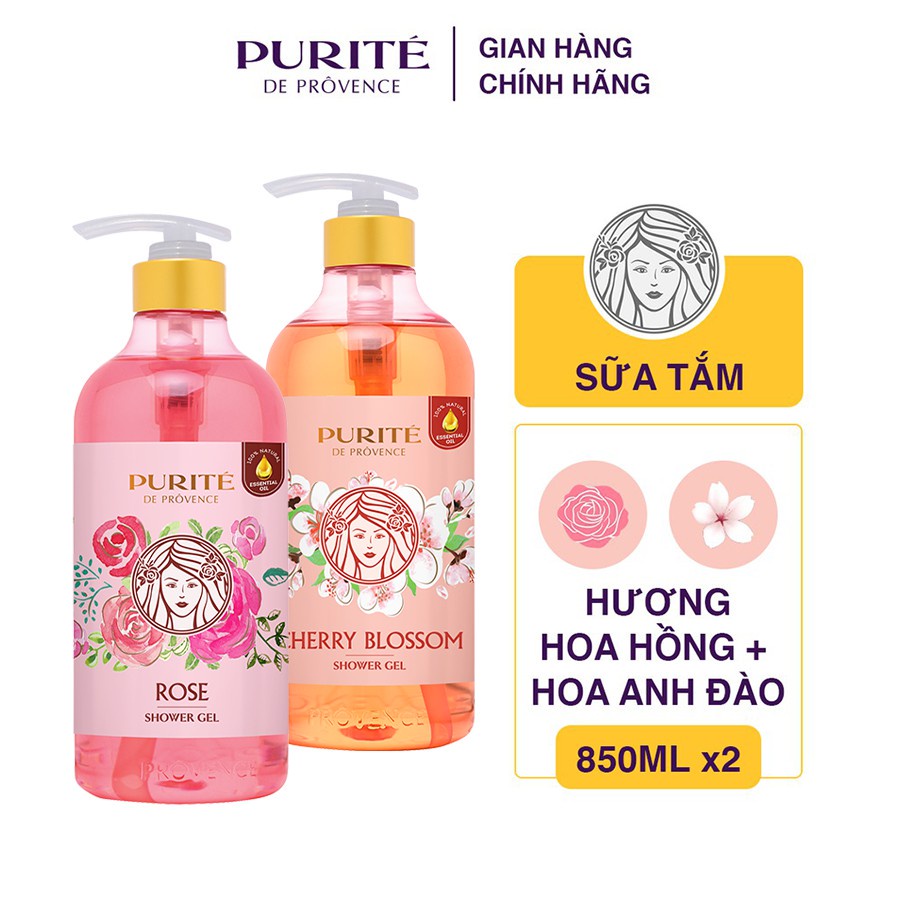 PURITÉ
DE PRÔVENCE
GIAN HÀNG
CHÍNH HÃNG
PURITÉ
DE PRÔVENCE
100% NATURAL
ESSENTIAL
OIL
ROSE
SHOWER GEL
PROVENCE
PURITÉ
DE PRÔVENCE
100% NATURAL
ESSENTIAL
OIL
HERRY BLOSSOM
SHOWER GEL
PROVENCE
SỮA TẮM
HƯƠNG
HOA HỒNG +
HOA ANH ĐÀO
850ML x2